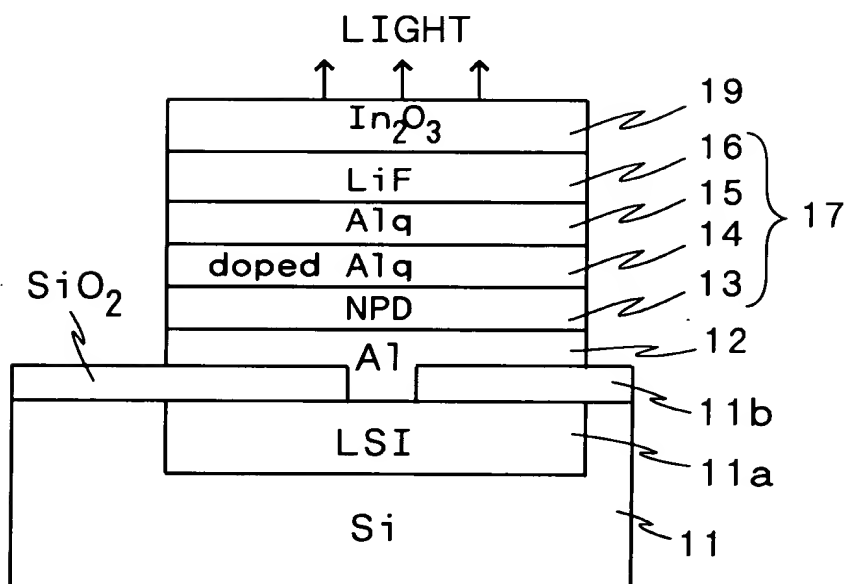 LIGHT
In₂O₃ 19
LiF 16
Alq 15
17
doped Alq 14
SiO₂
NPD 13
Al 12
11b
LSI
11a
Si 11